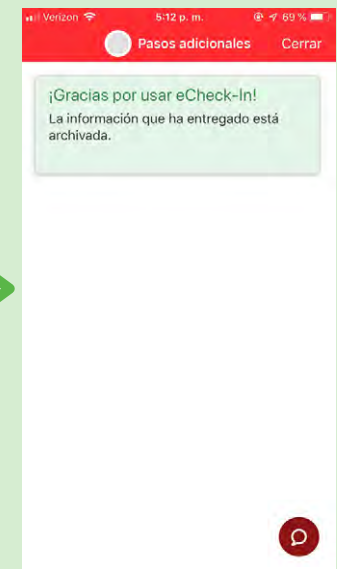 Verizon 5:12 p. m. 69 %
Pasos adicionales Cerrar
¡Gracias por usar eCheck-In!
La información que ha entregado está
archivada.